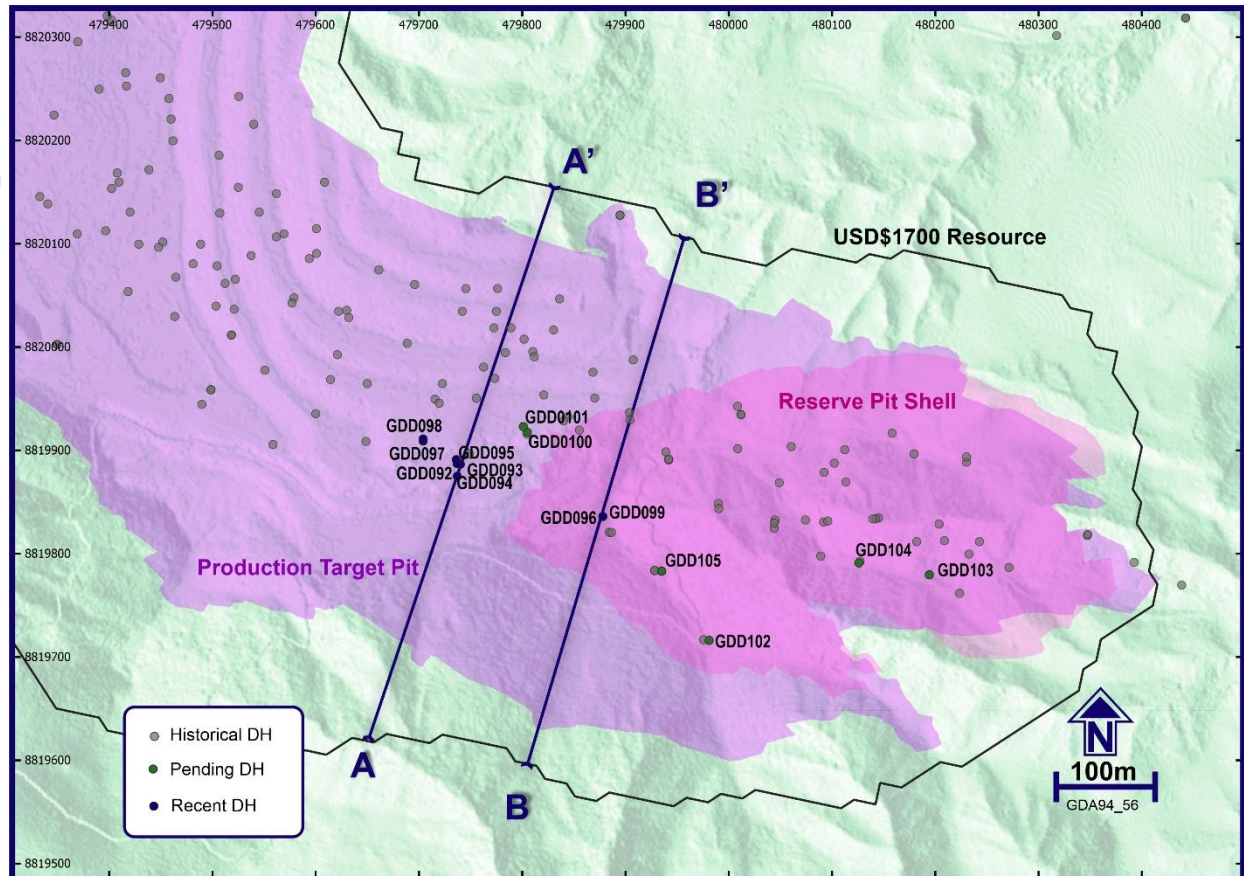 479400 479500 479600 479700 479800 479900 480000 480100 480200 480300 480400
8820300
8820200
A’
B’
8820100
USD$1700 Resource
8820000
Reserve Pit Shell
GDD0101
GDD098
GDD0100
8819900
GDD097
GDD095
GDD092
GDD093
GDD094
GDD096
GDD099
8819800
GDD105
GDD104
GDD103
Production Target Pit
GDD102
8819700
Historical DH
Pending DH
Recent DH
N
100m
GDA94_56
8819600
A
B
8819500